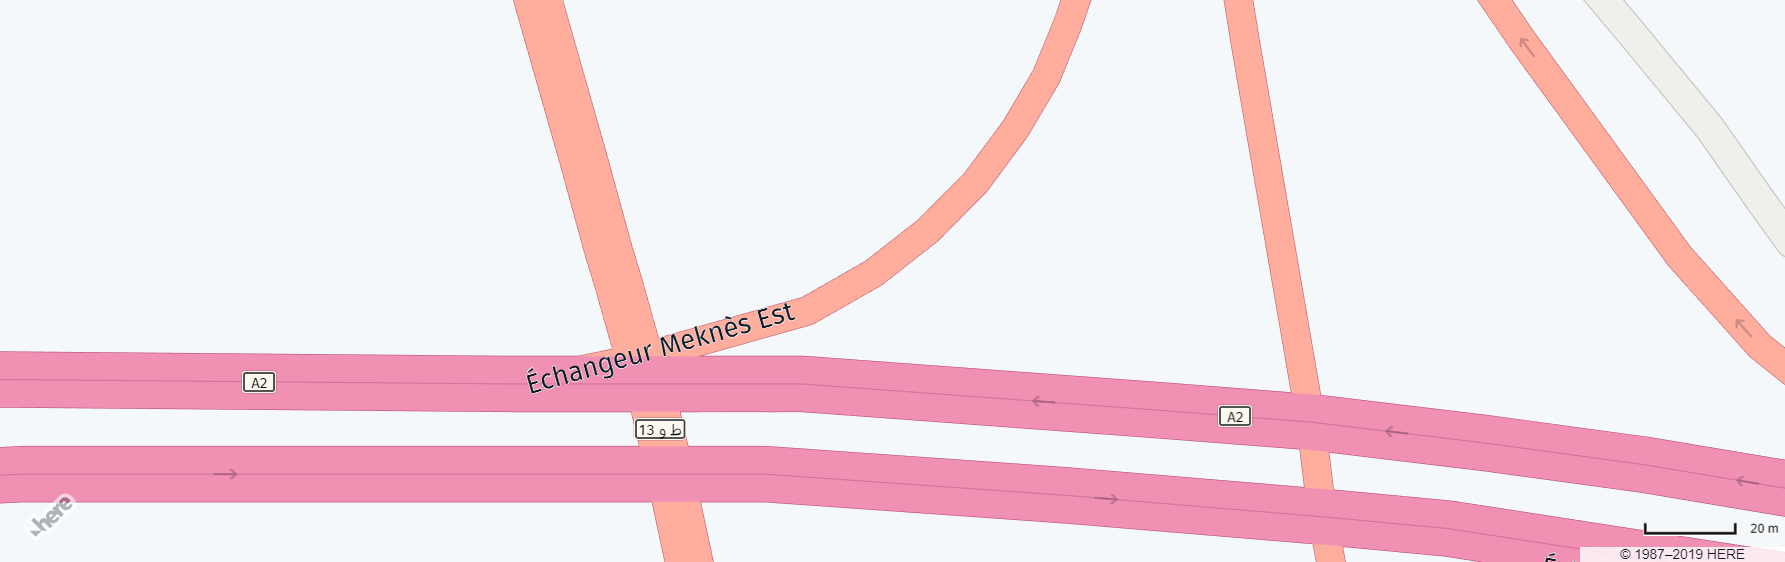 Échangeur Meknès Est
A2
A2
ط و 13
here
20 m
© 1987–2019 HERE